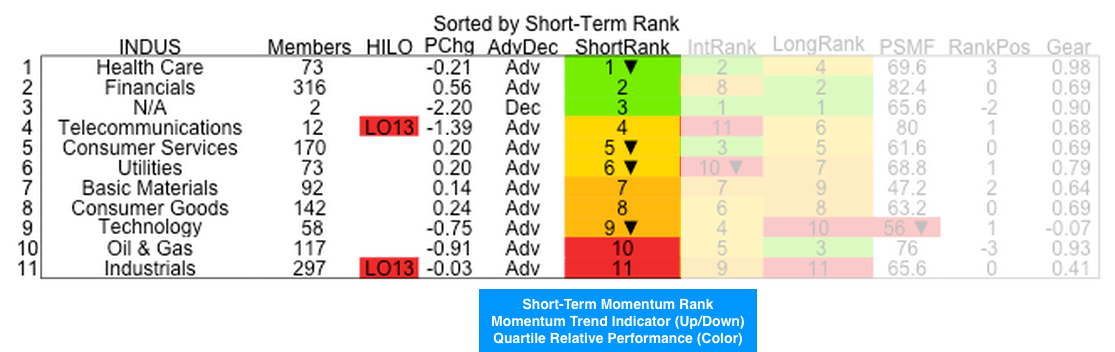 Sorted by Short-Term Rank
INDUS Members HILO PChg AdvDec ShortRank IntRank LongRank PSMF RankPos Gear
1 Health Care 73 -0.21 Adv 1 ▼ 2 4 69.6 3 0.98
2 Financials 316 0.56 Adv 2 8 2 82.4 0 0.69
3 N/A 2 -2.20 Dec 3 1 1 65.6 -2 0.90
4 Telecommunications 12 LO13 -1.39 Adv 4 11 6 80 1 0.68
5 Consumer Services 170 0.20 Adv 5 ▼ 3 5 61.6 0 0.69
6 Utilities 73 0.20 Adv 6 ▼ 10 ▼ 7 68.8 1 0.79
7 Basic Materials 92 0.14 Adv 7 7 9 47.2 2 0.64
8 Consumer Goods 142 0.24 Adv 8 6 8 63.2 0 0.69
9 Technology 58 -0.75 Adv 9 ▼ 4 10 56 ▼ 1 -0.07
10 Oil & Gas 117 -0.91 Adv 10 5 3 76 -3 0.93
11 Industrials 297 LO13 -0.03 Adv 11 9 11 65.6 0 0.41
Short-Term Momentum Rank
Momentum Trend Indicator (Up/Down)
Quartile Relative Performance (Color)